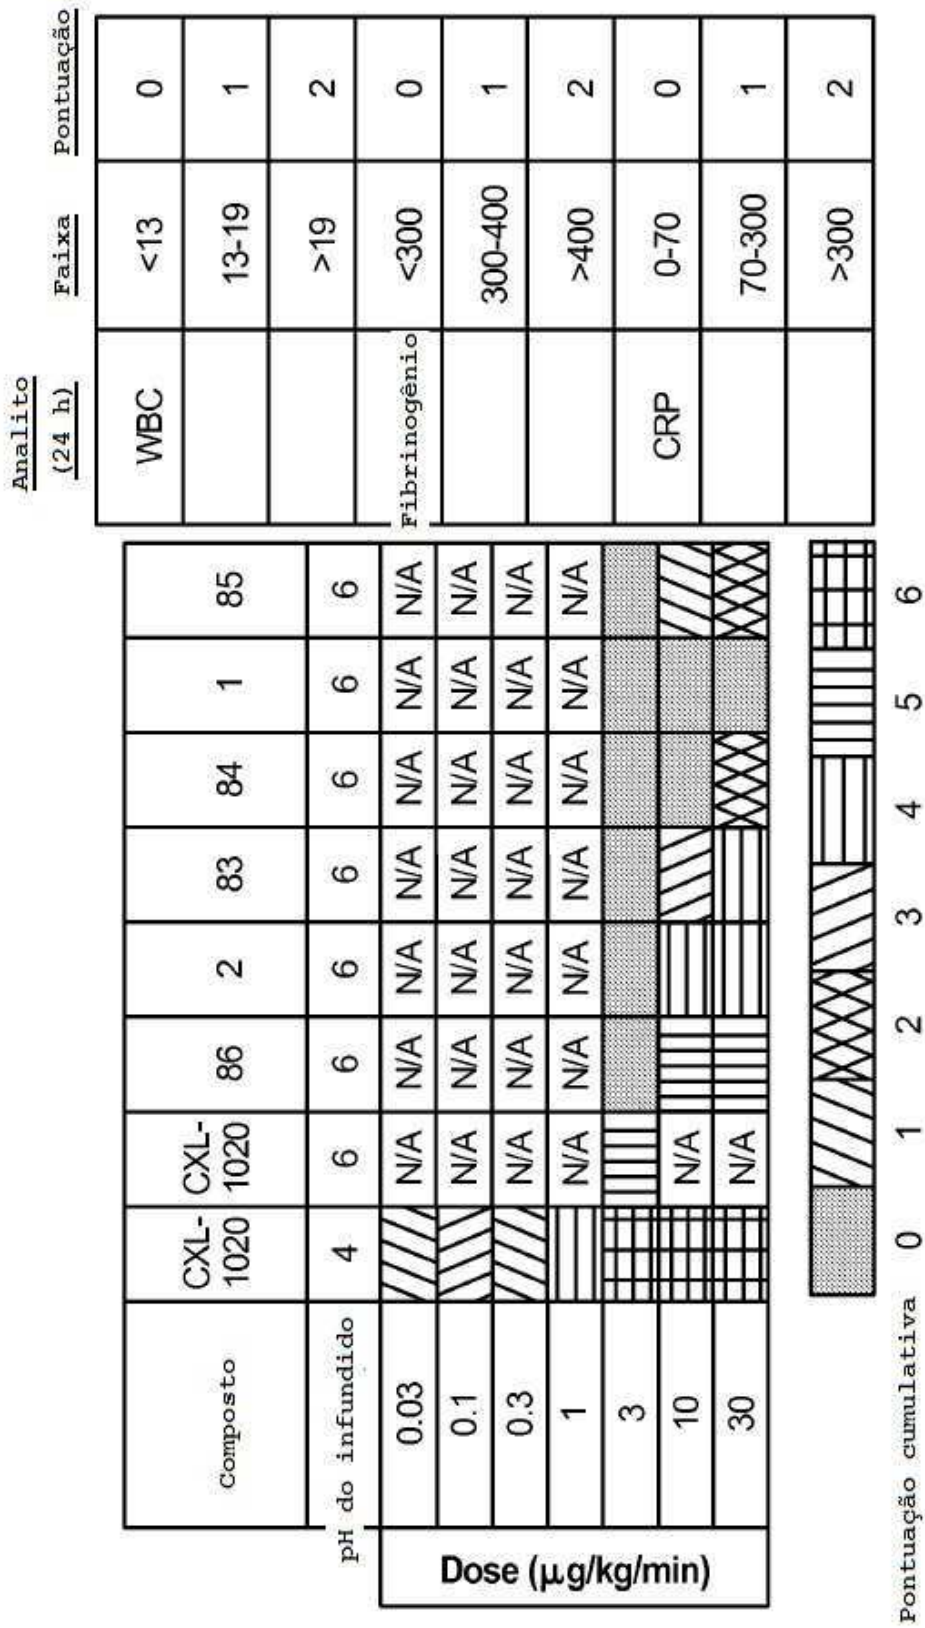 Composto CXL-1020 CXL-1020 86 2 83 84 1 85
pH do infundido 4 6 6 6 6 6 6 6
Dose (µg/kg/min)
0.03 N/A N/A N/A N/A N/A N/A N/A
0.1 N/A N/A N/A N/A N/A N/A N/A
0.3 N/A N/A N/A N/A N/A N/A N/A
1 N/A N/A N/A N/A N/A N/A N/A
3
10 N/A
30 N/A
Pontuação cumulativa 0 1 2 3 4 5 6
Analito (24 h) Faixa Pontuação
WBC <13 0
13-19 1
>19 2
Fibrinogênio <300 0
300-400 1
>400 2
CRP 0-70 0
70-300 1
>300 2